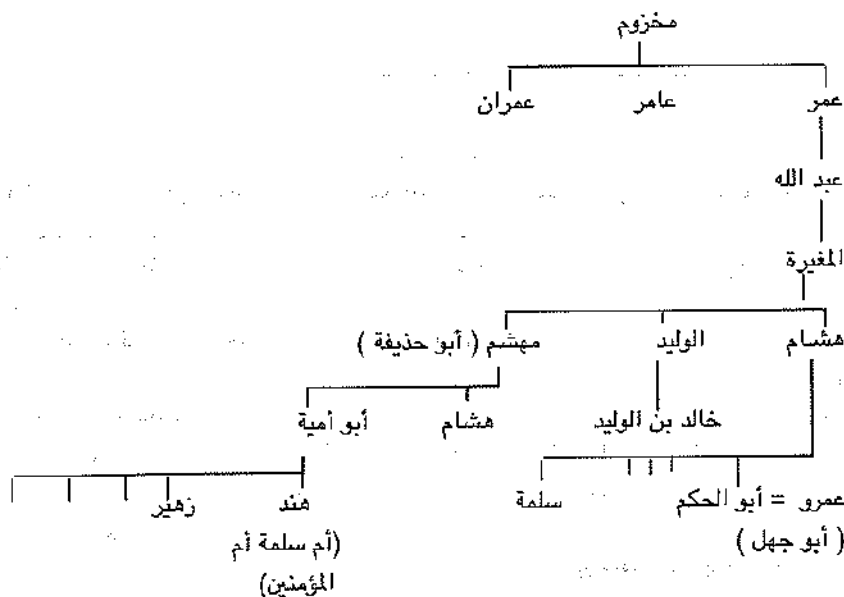 مخزوم
عمر عامر عمران
عبد الله
المغيرة
هشام الوليد مهشم ( أبو حذيفة )
هشام أبو أمية
خالد بن الوليد
عمرو = أبو الحكم سلمة
( أبو جهل )
هند زهير
(أم سلمة أم
المؤمنين)